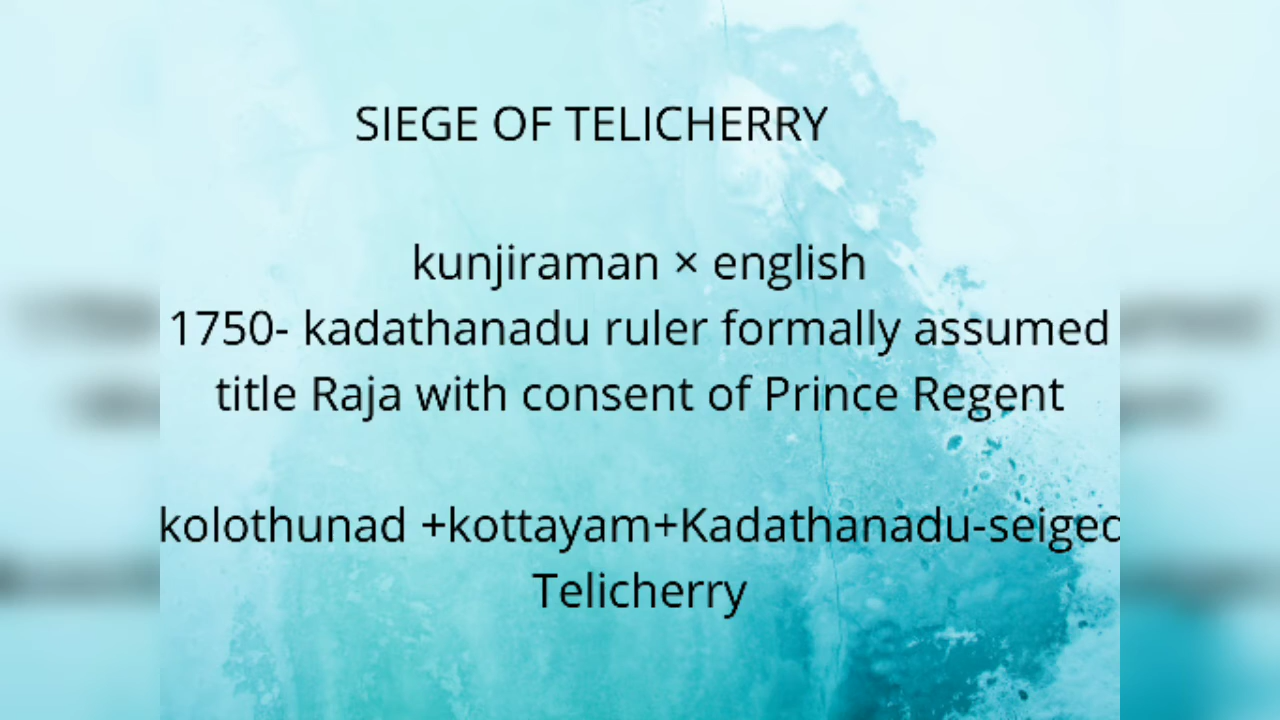 SIEGE OF TELICHERRY
kunjiraman × english
1750- kadathanadu ruler formally assumed
title Raja with consent of Prince Regent
kolothunad +kottayam+Kadathanadu-seiged
Telicherry